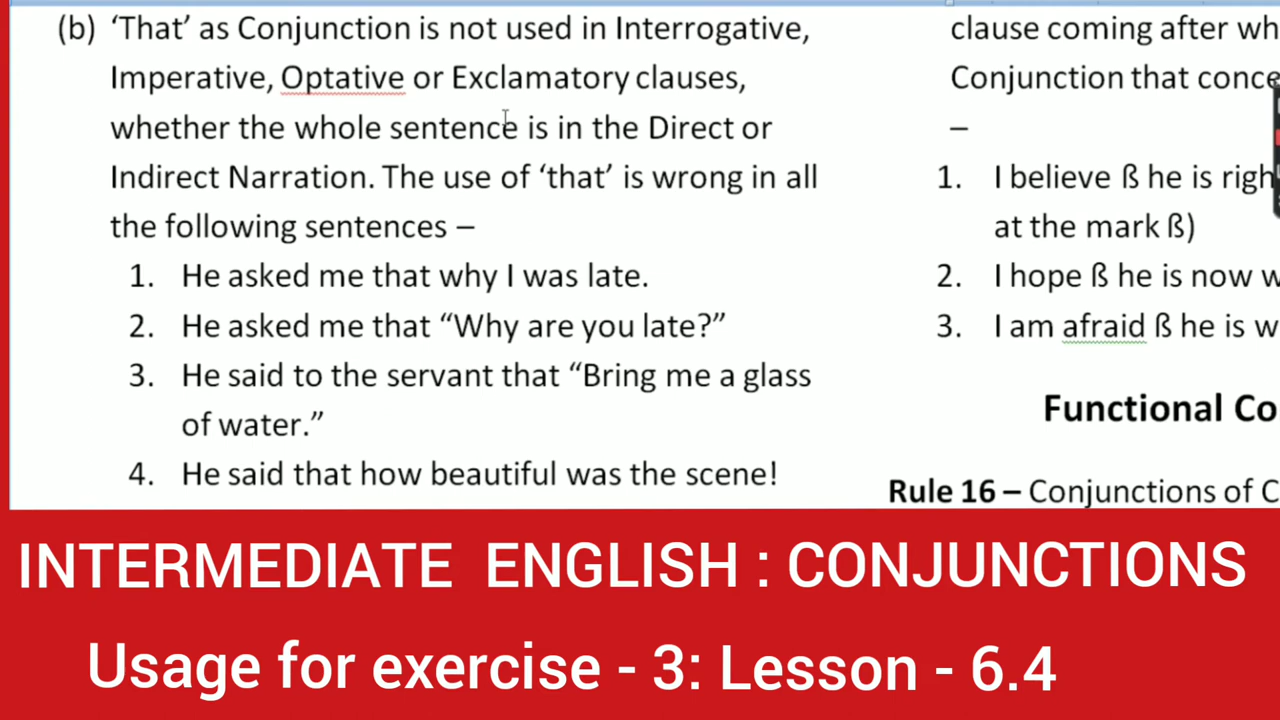 (b) ‘That’ as Conjunction is not used in Interrogative,
Imperative, Optative or Exclamatory clauses,
whether the whole sentence is in the Direct or
Indirect Narration. The use of ‘that’ is wrong in all
the following sentences –
1. He asked me that why I was late.
2. He asked me that “Why are you late?”
3. He said to the servant that “Bring me a glass
of water.”
4. He said that how beautiful was the scene!
clause coming after wh
Conjunction that conce
–
1. I believe ß he is righ
at the mark ß)
2. I hope ß he is now w
3. I am afraid ß he is w
Functional Co
Rule 16 – Conjunctions of C
INTERMEDIATE ENGLISH : CONJUNCTIONS
Usage for exercise - 3: Lesson - 6.4